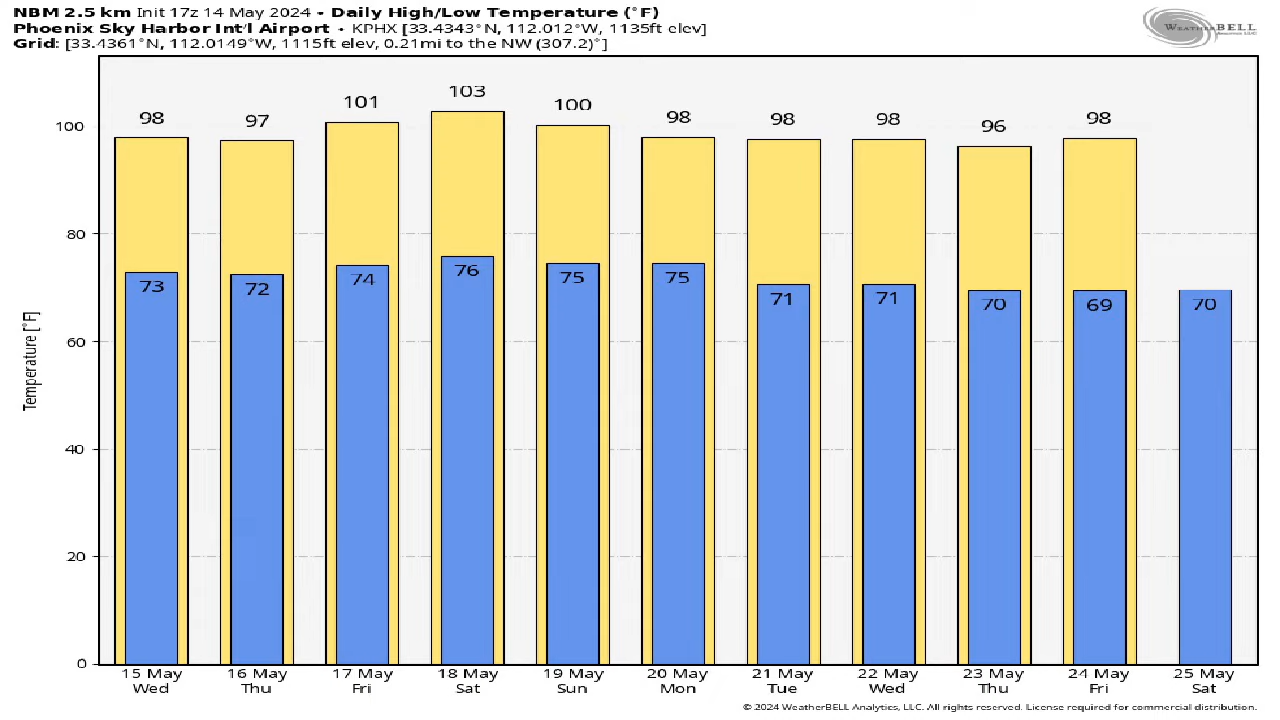 NBM 2.5 km Init 17z 14 May 2024 • Daily High/Low Temperature (°F)
Phoenix Sky Harbor Int'l Airport • KPHX [33.4343°N, 112.012°W, 1135ft elev]
Grid: [33.4361°N, 112.0149°W, 1115ft elev, 0.21mi to the NW (307.2)°]
WEATHERBELL
98 97 101 103 100 98 98 98 96 98
73 72 74 76 75 75 71 71 70 69 70
Temperature [°F]
100
80
60
40
20
0
15 May 16 May 17 May 18 May 19 May 20 May 21 May 22 May 23 May 24 May 25 May
Wed Thu Fri Sat Sun Mon Tue Wed Thu Fri Sat
© 2024 WeatherBELL Analytics, LLC. All rights reserved. License required for commercial distribution.